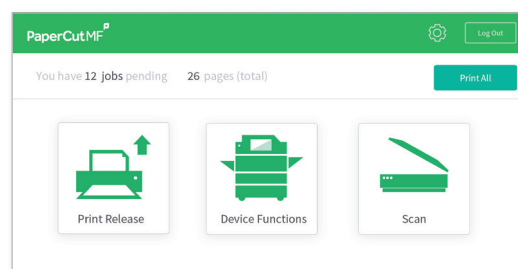 PaperCutMF P
Log Out
You have 12 jobs pending 26 pages (total)
Print All
Print Release
Device Functions
Scan